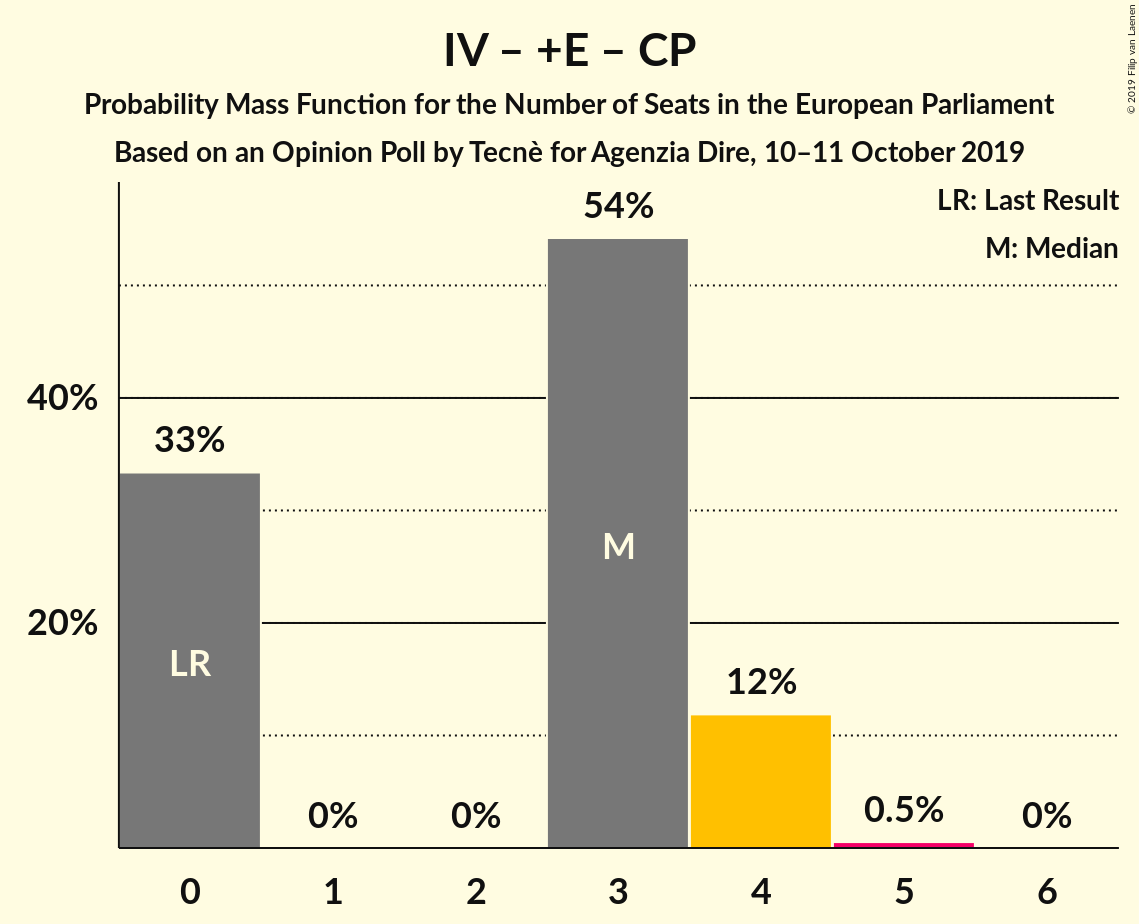 IV – +E – CP
Probability Mass Function for the Number of Seats in the European Parliament
Based on an Opinion Poll by Tecnè for Agenzia Dire, 10–11 October 2019
© 2019 Filip van Laenen
LR: Last Result
M: Median
54%
40%
33%
M
20%
LR
12%
0%
0%
0.5%
0%
0
1
2
3
4
5
6